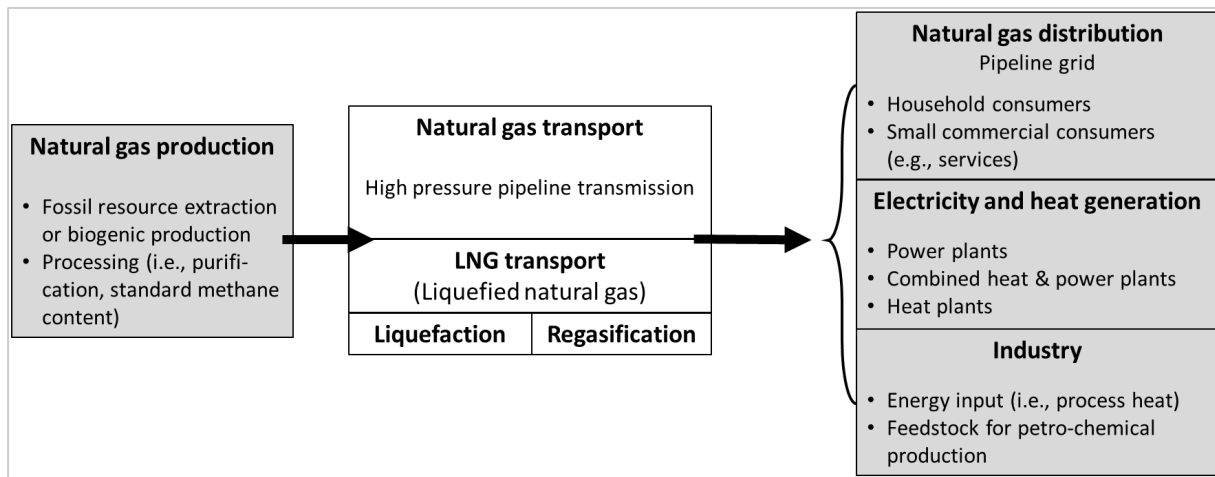 Natural gas production
• Fossil resource extraction
or biogenic production
• Processing (i.e., purifi-
cation, standard methane
content)
Natural gas transport
High pressure pipeline transmission
LNG transport
(Liquefied natural gas)
Liquefaction
Regasification
Natural gas distribution
Pipeline grid
• Household consumers
• Small commercial consumers
(e.g., services)
Electricity and heat generation
• Power plants
• Combined heat & power plants
• Heat plants
Industry
• Energy input (i.e., process heat)
• Feedstock for petro-chemical
production